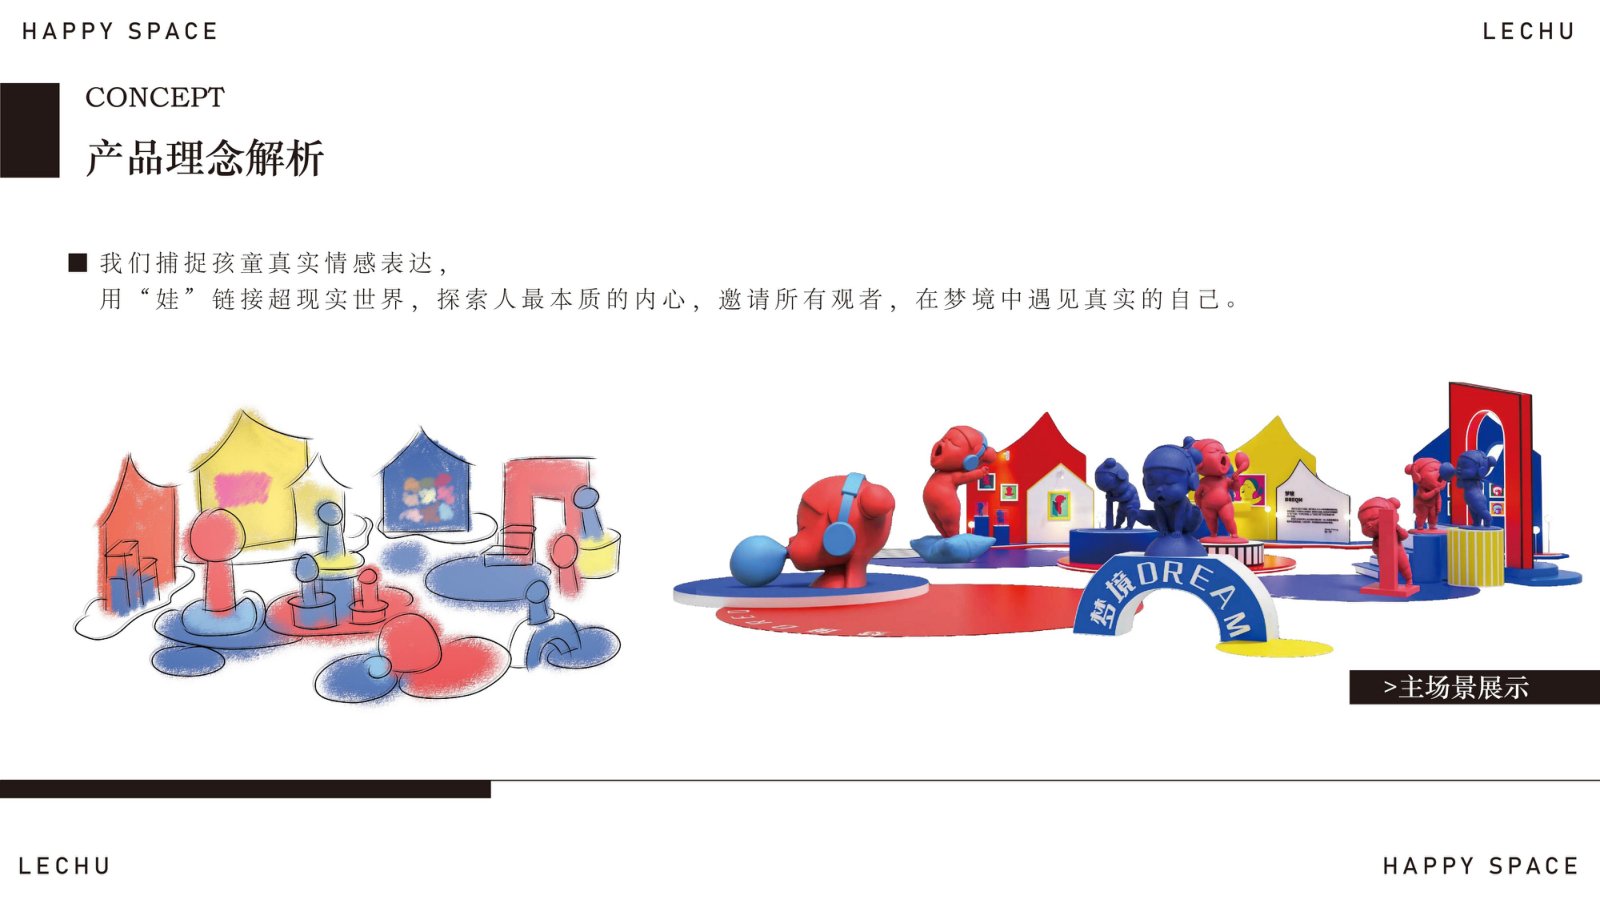 HAPPY SPACE
LECHU
CONCEPT
产品理念解析
我们捕捉孩童真实情感表达，
用“娃”链接超现实世界，探索人最本质的内心，邀请所有观者，在梦境中遇见真实的自己。
梦境DREAM
>主场景展示
LECHU
HAPPY SPACE